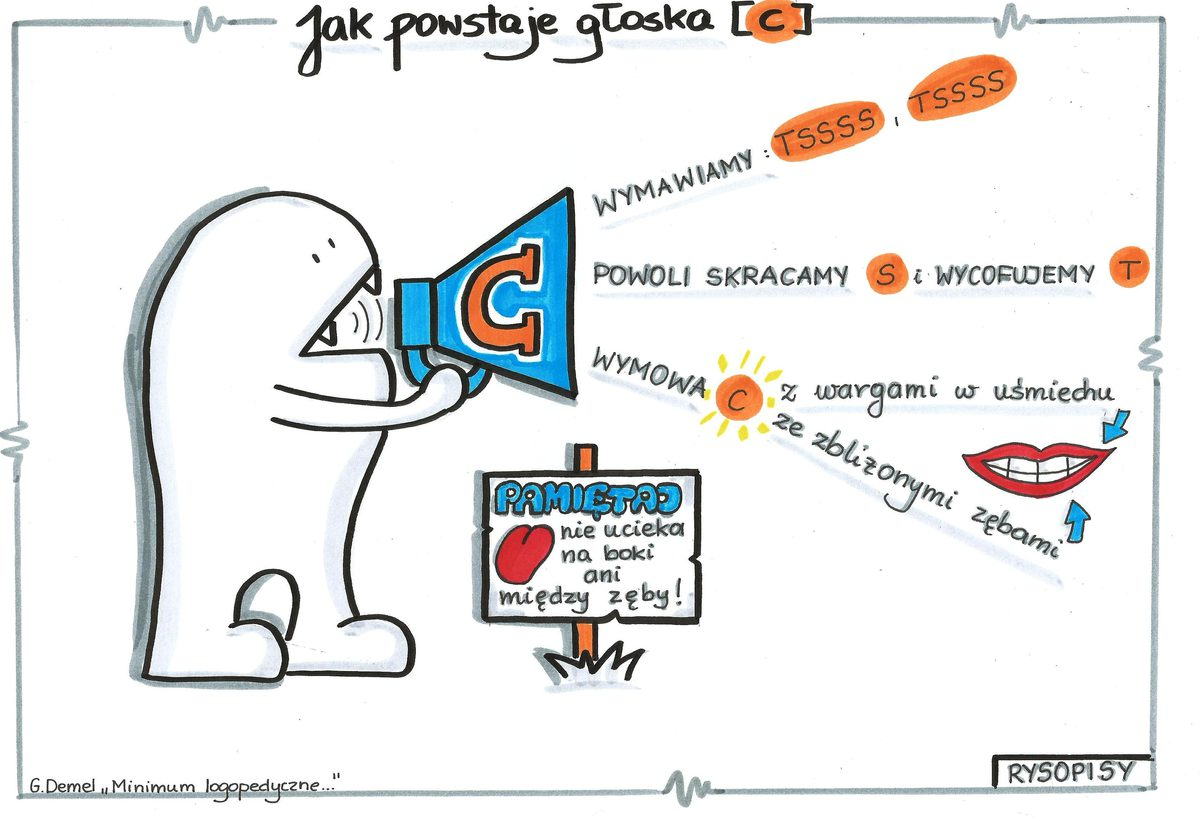 Jak powstaje głoska [C]
WYMAWIAMY: TSSSS, TSSSS
POWOLI SKRACAMY S i WYCOFUJEMY T
WYMOWA C z wargami w uśmiechu
ze zbliżonymi zębami
C
PAMIĘTAJ
nie ucieka
na boki
ani
między zęby!
G.Demel „Minimum logopedyczne..."
RYSOPISY